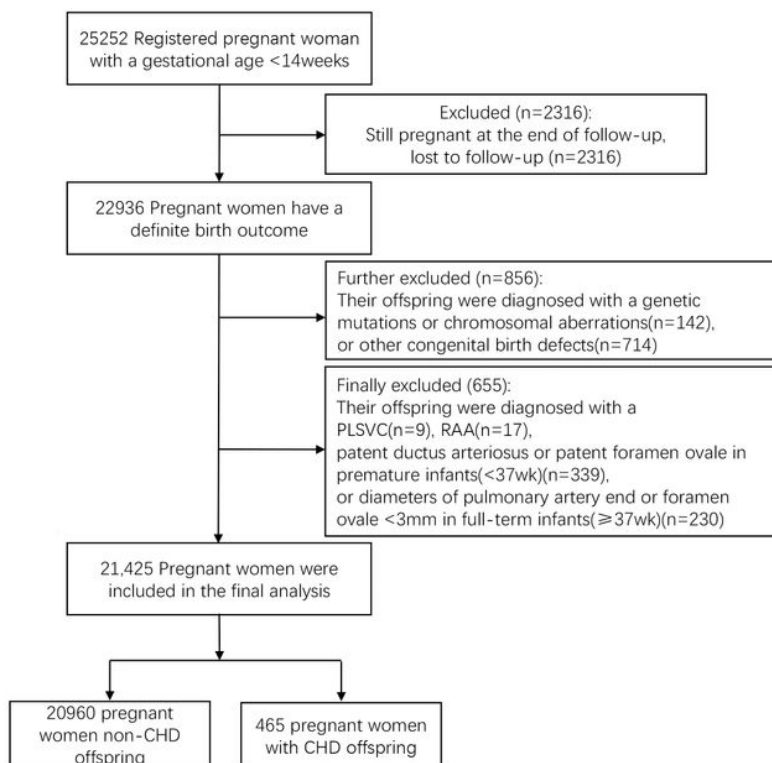 25252 Registered pregnant woman
with a gestational age <14weeks
Excluded (n=2316):
Still pregnant at the end of follow-up,
lost to follow-up (n=2316)
22936 Pregnant women have a
definite birth outcome
Further excluded (n=856):
Their offspring were diagnosed with a genetic
mutations or chromosomal aberrations(n=142),
or other congenital birth defects(n=714)
Finally excluded (655):
Their offspring were diagnosed with a
PLSVC(n=9), RAA(n=17),
patent ductus arteriosus or patent foramen ovale in
premature infants(<37wk)(n=339),
or diameters of pulmonary artery end or foramen
ovale <3mm in full-term infants(≥37wk)(n=230)
21,425 Pregnant women were
included in the final analysis
20960 pregnant
women non-CHD
offspring
465 pregnant women
with CHD offspring